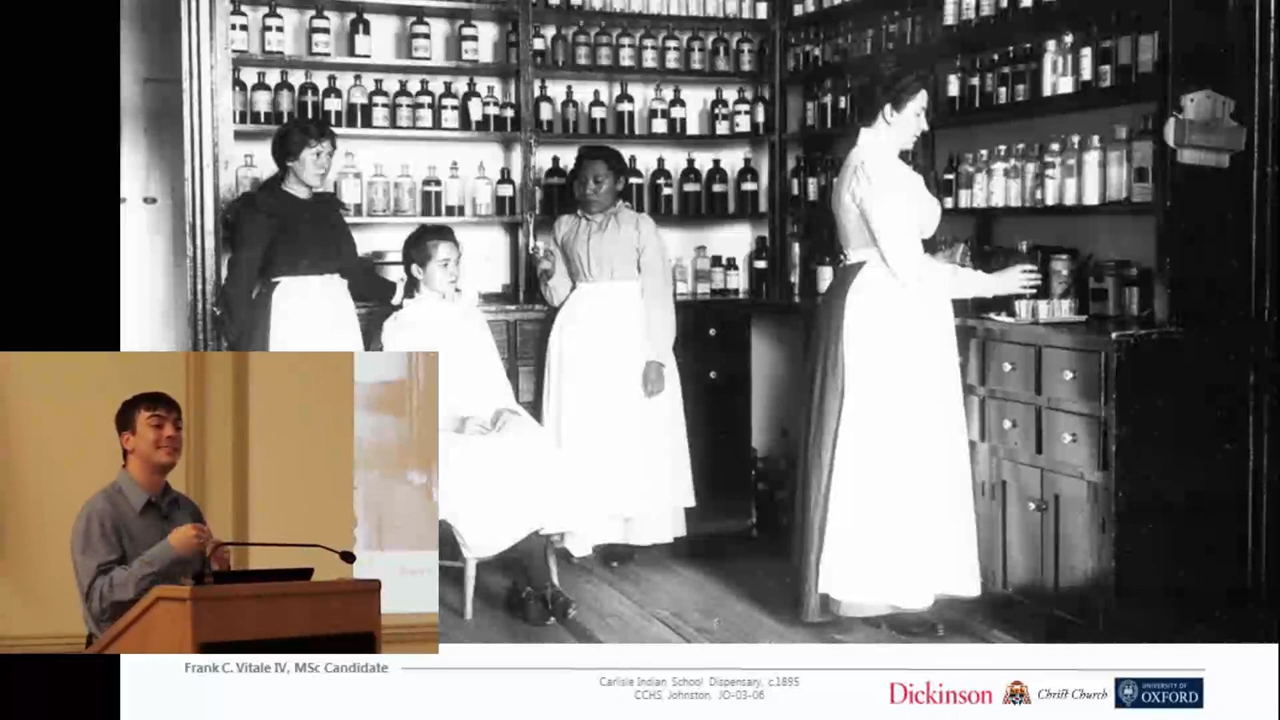 Frank C. Vitale IV, MSc Candidate
Carlisle Indian School Dispensary, c.1895
CCHS, Johnston, JO-03-06
Dickinson
Christ Church
UNIVERSITY OF
OXFORD